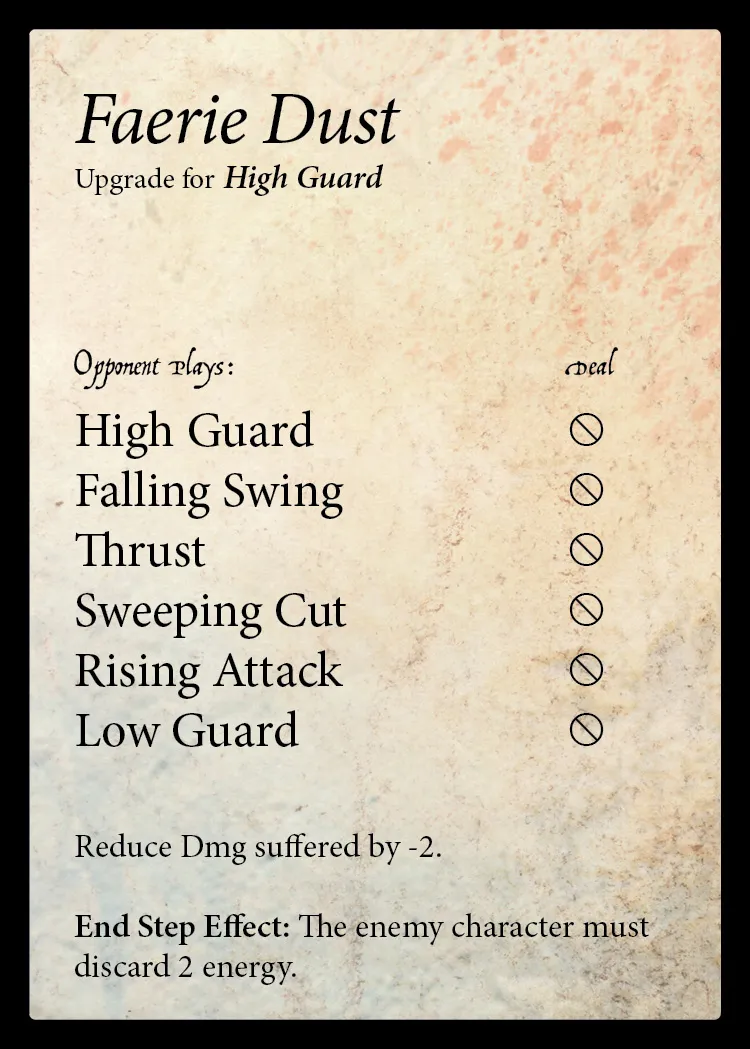 Faerie Dust
Upgrade for High Guard
Opponent plays: Deal
High Guard
Falling Swing
Thrust
Sweeping Cut
Rising Attack
Low Guard
Reduce Dmg suffered by -2.
End Step Effect: The enemy character must
discard 2 energy.